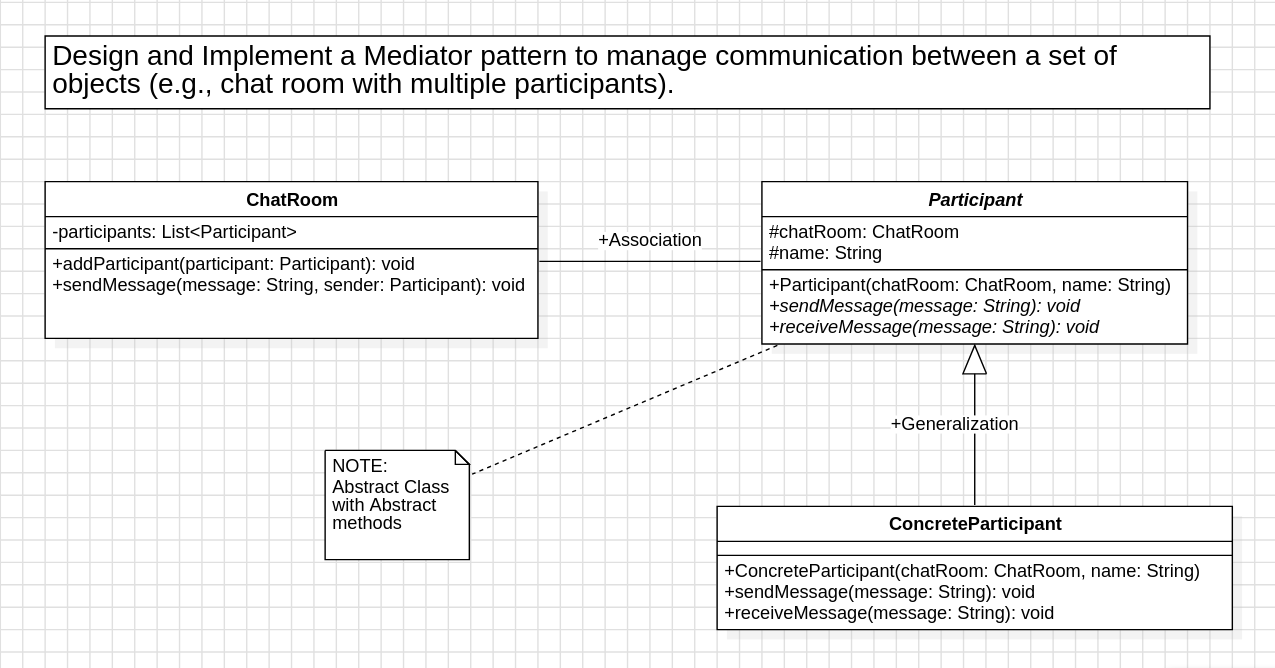 Design and Implement a Mediator pattern to manage communication between a set of
objects (e.g., chat room with multiple participants).
ChatRoom
-participants: List<Participant>
+addParticipant(participant: Participant): void
+sendMessage(message: String, sender: Participant): void
+Association
Participant
#chatRoom: ChatRoom
#name: String
+Participant(chatRoom: ChatRoom, name: String)
+sendMessage(message: String): void
+receiveMessage(message: String): void
+Generalization
NOTE:
Abstract Class
with Abstract
methods
ConcreteParticipant
+ConcreteParticipant(chatRoom: ChatRoom, name: String)
+sendMessage(message: String): void
+receiveMessage(message: String): void